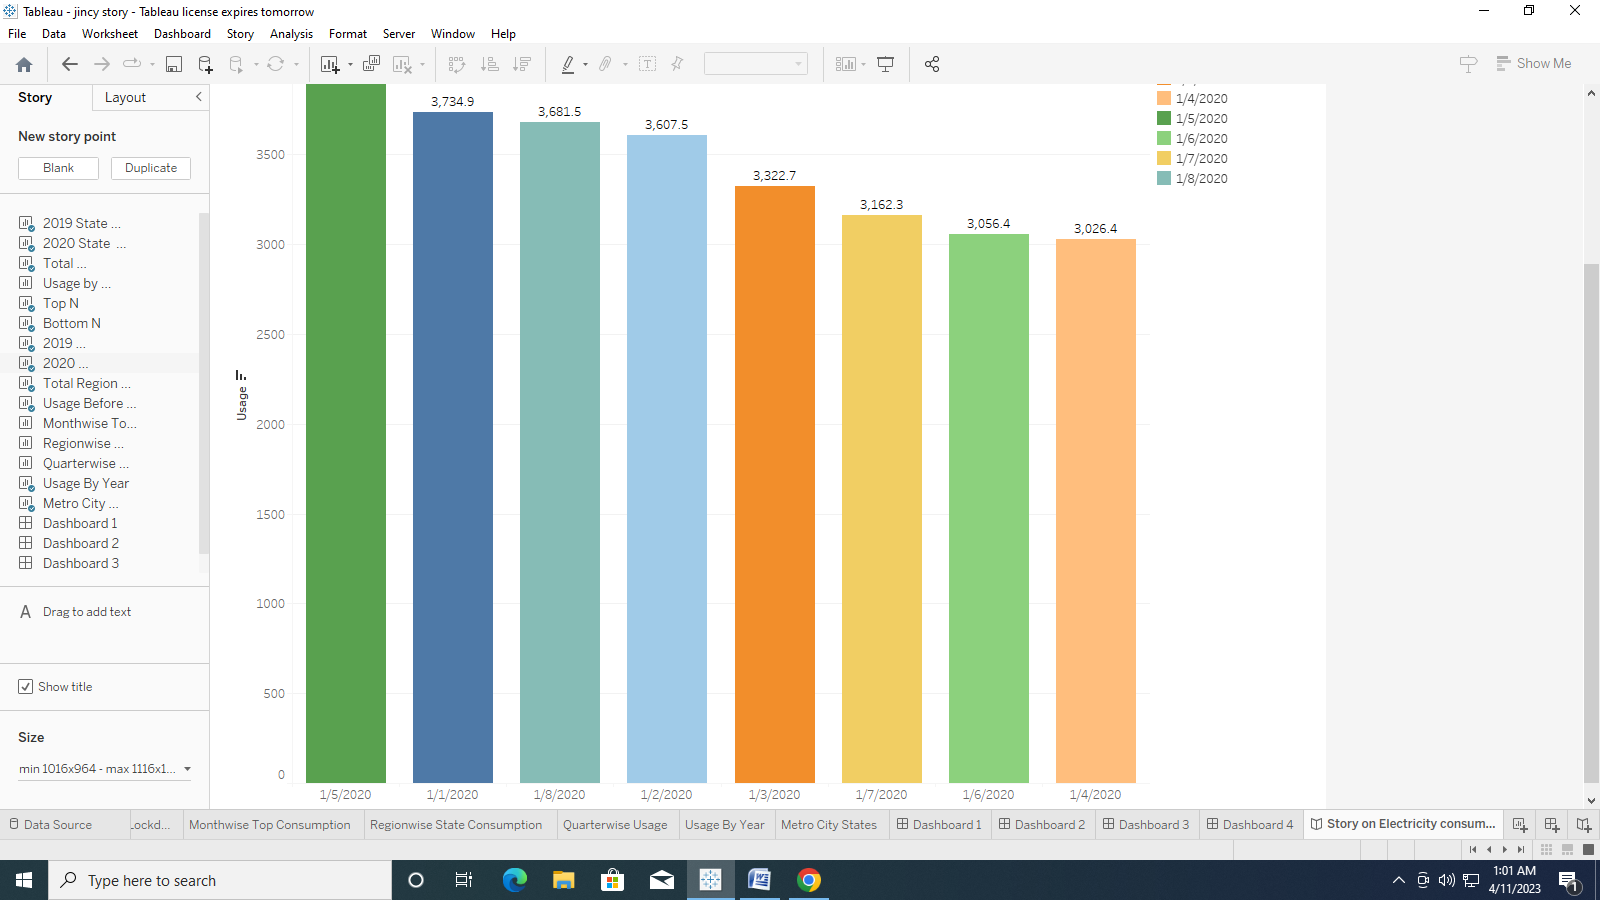 Tableau - jincy story - Tableau license expires tomorrow
File Data Worksheet Dashboard Story Analysis Format Server Window Help
Show Me
Story Layout
New story point
Blank Duplicate
2019 State ...
2020 State ...
Total ...
Usage by ...
Top N
Bottom N
2019 ...
2020 ...
Total Region ...
Usage Before ...
Monthwise To...
Regionwise ...
Quarterwise ...
Usage By Year
Metro City ...
Dashboard 1
Dashboard 2
Dashboard 3
A Drag to add text
Show title
Size
min 1016x964 - max 1116x1...
3,734.9
3,681.5
3,607.5
3,322.7
3,162.3
3,056.4
3,026.4
3500
3000
2500
2000
1500
1000
500
0
Usage
1/5/2020 1/1/2020 1/8/2020 1/2/2020 1/3/2020 1/7/2020 1/6/2020 1/4/2020
1/4/2020
1/5/2020
1/6/2020
1/7/2020
1/8/2020
Data Source Lockd... Monthwise Top Consumption Regionwise State Consumption Quarterwise Usage Usage By Year Metro City States Dashboard 1 Dashboard 2 Dashboard 3 Dashboard 4 Story on Electricity consum...
Type here to search
1:01 AM
4/11/2023
1